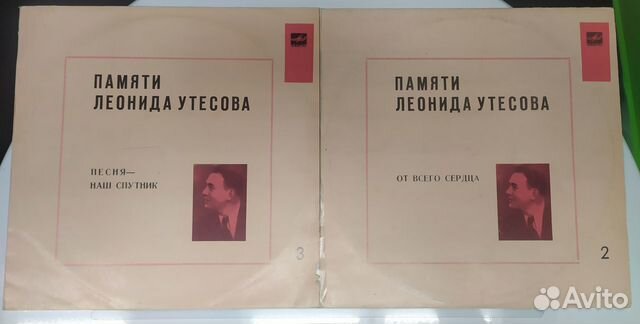 ПАМЯТИ
ЛЕОНИДА УТЕСОВА
ПЕСНЯ—
НАШ СПУТНИК
3
ПАМЯТИ
ЛЕОНИДА УТЕСОВА
ОТ ВСЕГО СЕРДЦА
2
Avito